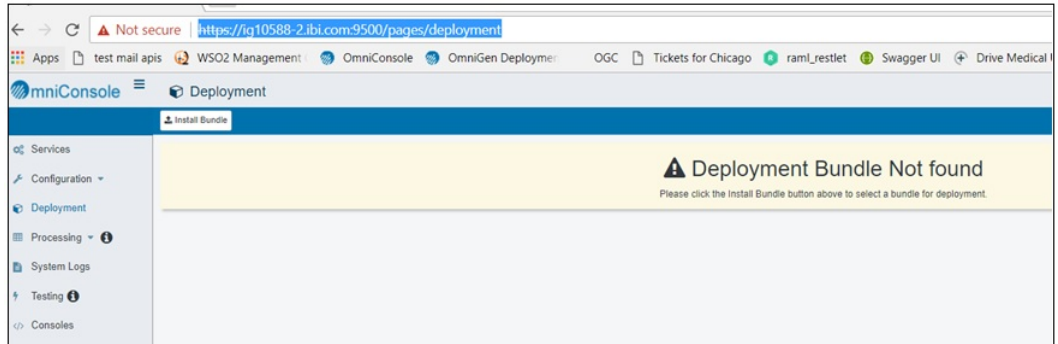 Not secure https://ig10588-2.ibi.com:9500/pages/deployment
Apps test mail apis WSO2 Management OmniConsole OmniGen Deploymen OGC Tickets for Chicago raml_restlet Swagger UI Drive Medical
OmniConsole Deployment
Install Bundle
Services
Configuration
Deployment
Processing
System Logs
Testing
Consoles
Deployment Bundle Not found
Please click the Install Bundle button above to select a bundle for deployment.